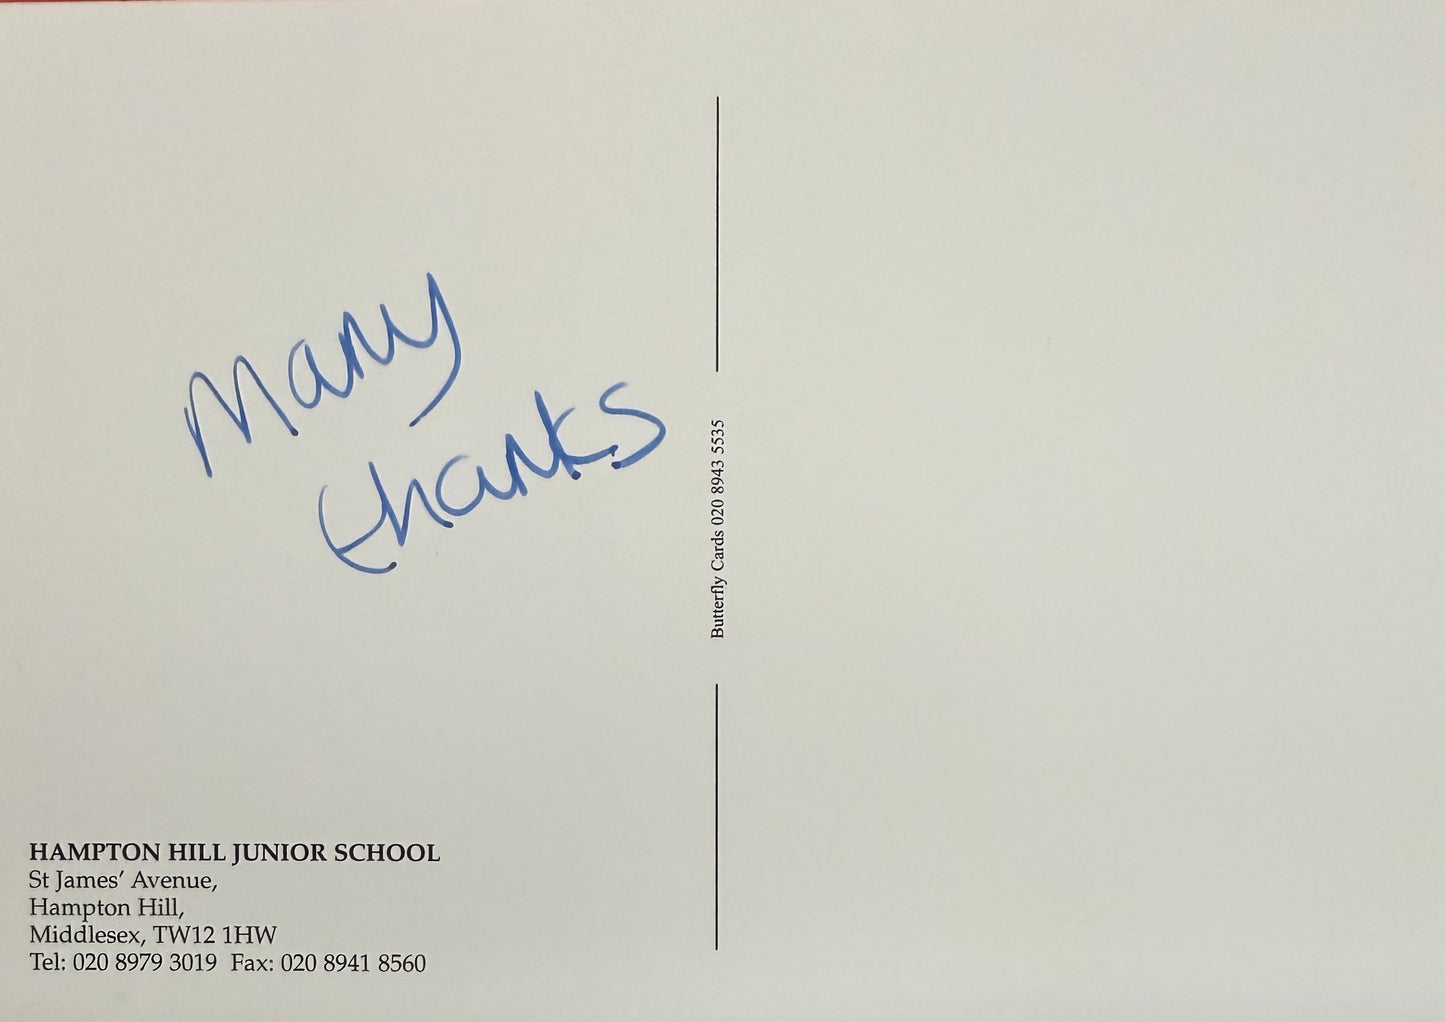 Many
thanks
Butterfly Cards 020 8943 5535
HAMPTON HILL JUNIOR SCHOOL
St James' Avenue,
Hampton Hill,
Middlesex, TW12 1HW
Tel: 020 8979 3019 Fax: 020 8941 8560